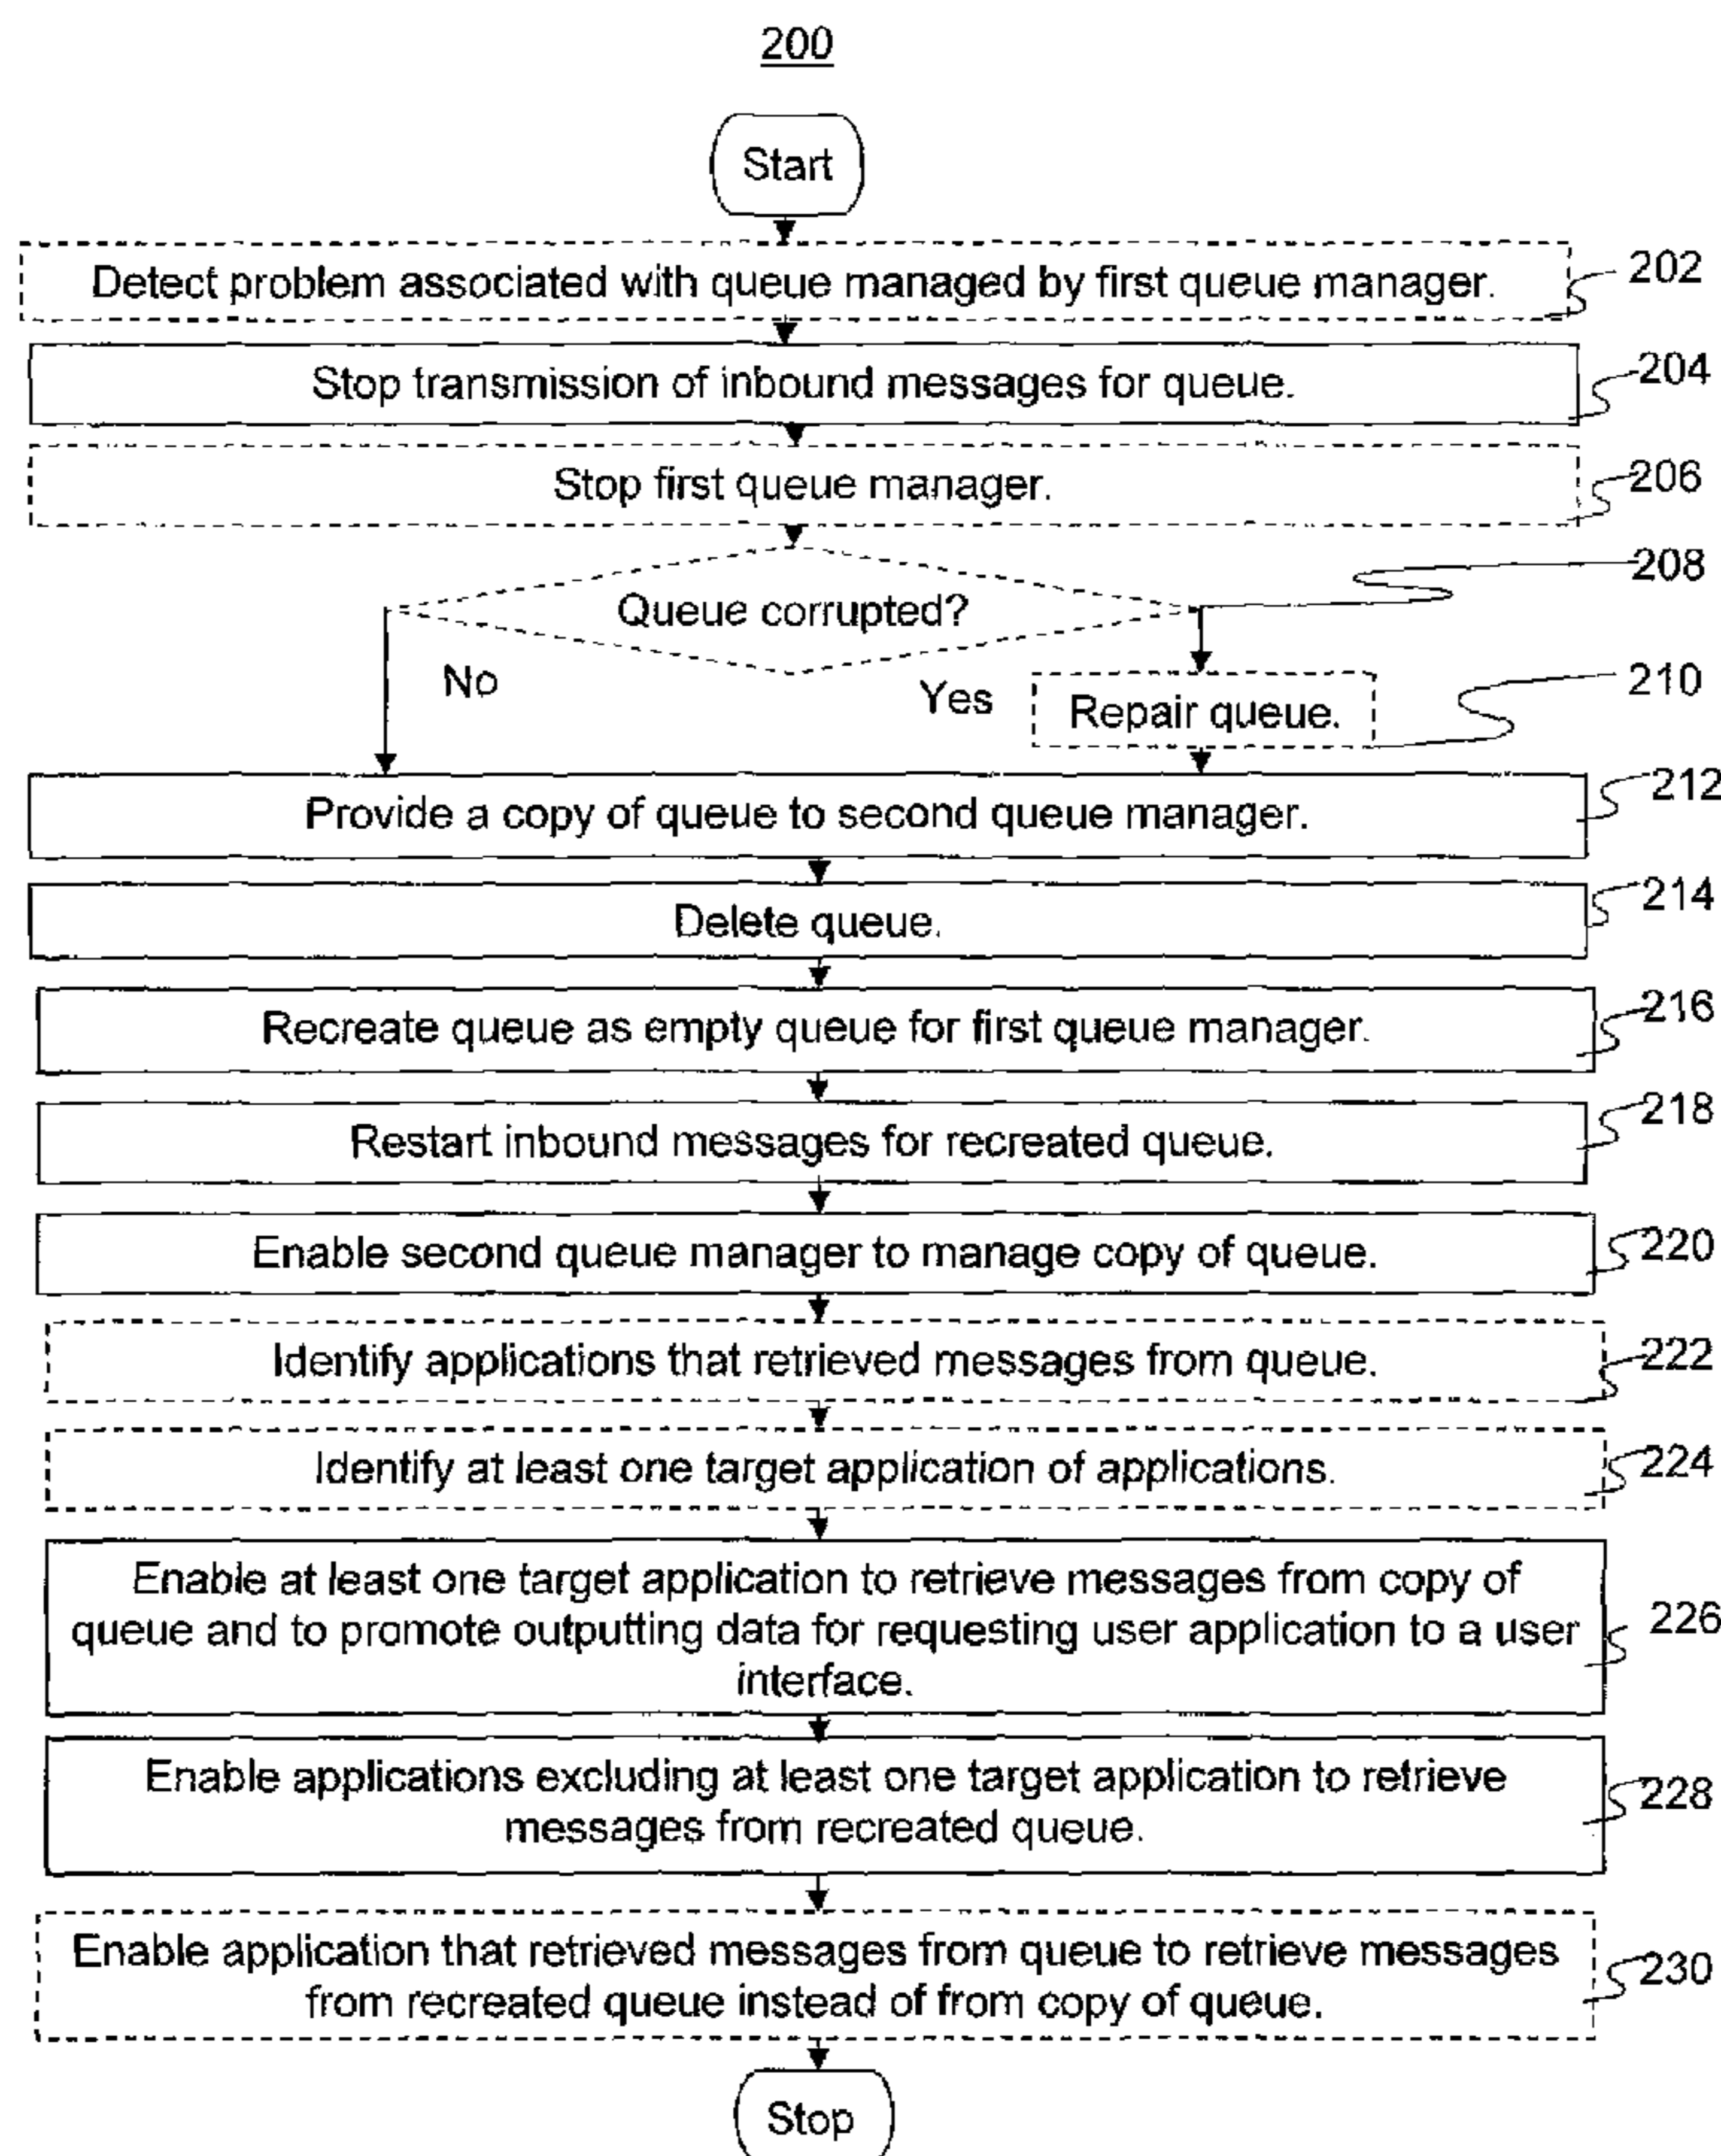 200
Start
Detect problem associated with queue managed by first queue manager.
202
Stop transmission of inbound messages for queue.
204
Stop first queue manager.
206
Queue corrupted?
208
No
Yes
Repair queue.
210
Provide a copy of queue to second queue manager.
212
Delete queue.
214
Recreate queue as empty queue for first queue manager.
216
Restart inbound messages for recreated queue.
218
Enable second queue manager to manage copy of queue.
220
Identify applications that retrieved messages from queue.
222
Identify at least one target application of applications.
224
Enable at least one target application to retrieve messages from copy of
queue and to promote outputting data for requesting user application to a user
interface.
226
Enable applications excluding at least one target application to retrieve
messages from recreated queue.
228
Enable application that retrieved messages from queue to retrieve messages
from recreated queue instead of from copy of queue.
230
Stop